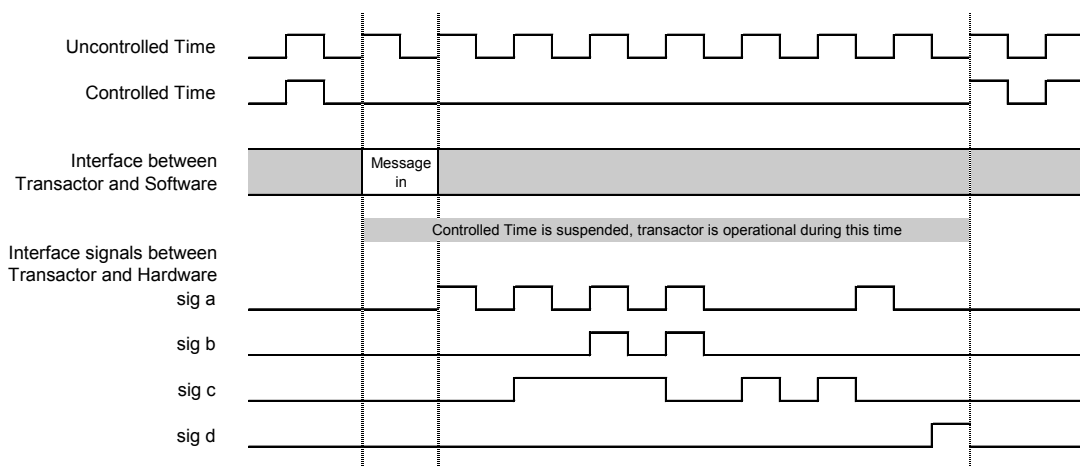 Uncontrolled Time
Controlled Time
Interface between
Transactor and Software
Message
in
Controlled Time is suspended, transactor is operational during this time
Interface signals between
Transactor and Hardware
sig a
sig b
sig c
sig d